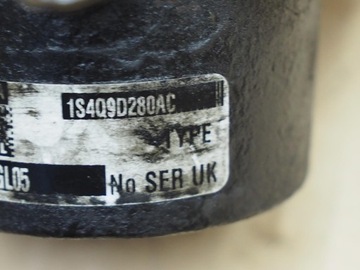 1S4Q9D280AC
TYPE
GL05
No SER UK